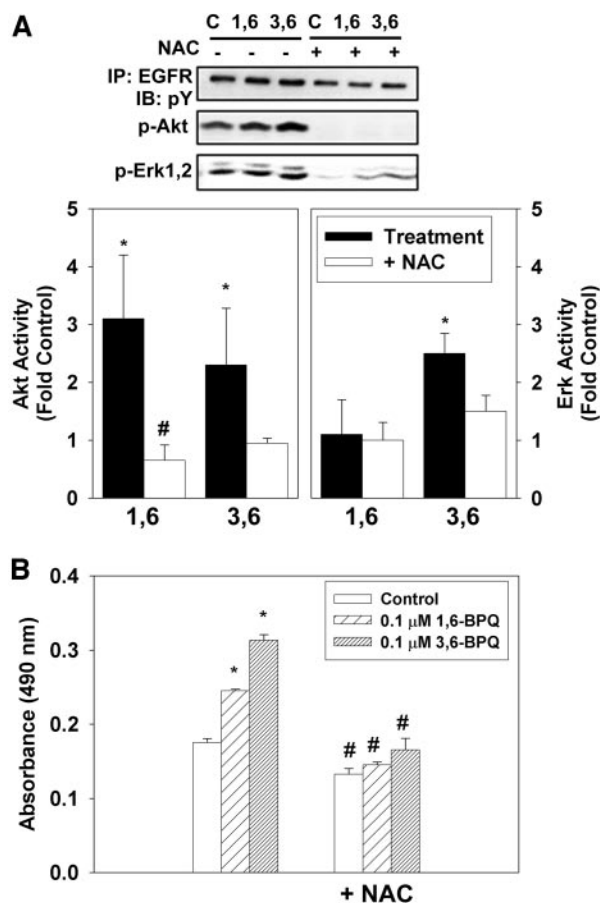 A
C 1,6 3,6 C 1,6 3,6
NAC - - - + + +
IP: EGFR
IB: pY
p-Akt
p-Erk1,2
Akt Activity
(Fold Control)
5
4
3
2
1
0
*
#
*
1,6 3,6
Treatment
+ NAC
*
1,6 3,6
5
4
3
2
1
0
Erk Activity
(Fold Control)
B
Absorbance (490 nm)
0.4
0.3
0.2
0.1
0.0
Control
0.1 μM 1,6-BPQ
0.1 μM 3,6-BPQ
*
*
# # #
+ NAC